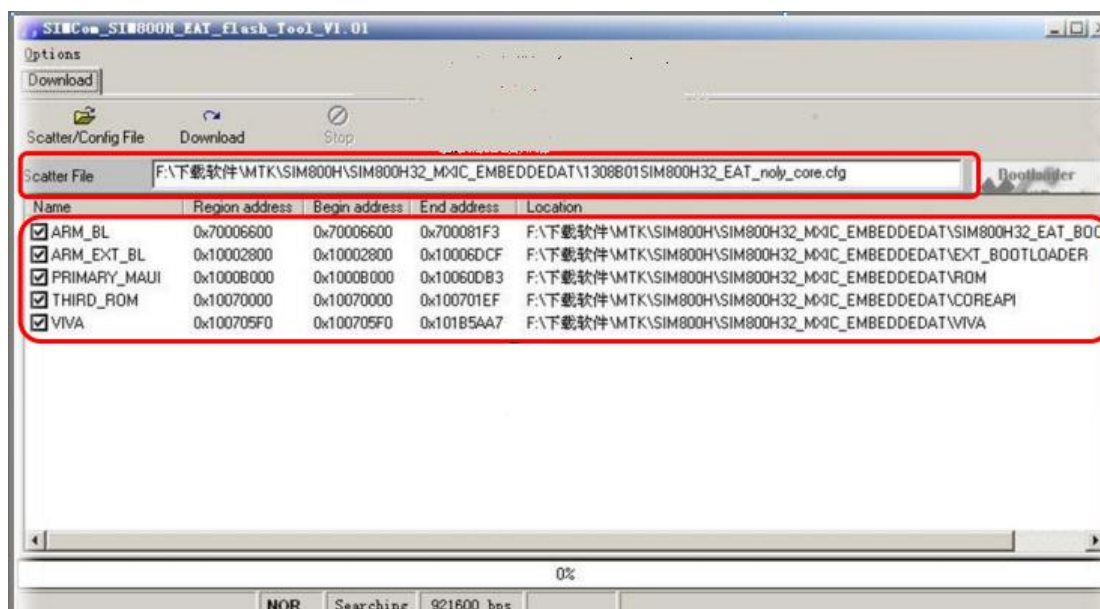 SIMCom_SIM800H_EAT_flash_Tool_V1.01
Options
Download
Scatter/Config File Download Stop
Scatter File F:\下载软件\MTK\SIM800H\SIM800H32_MXIC_EMBEDDEDAT\1308B01SIM800H32_EAT_noly_core.cfg Bootloader
Name Region address Begin address End address Location
ARM_BL 0x70006600 0x70006600 0x700081F3 F:\下载软件\MTK\SIM800H\SIM800H32_MXIC_EMBEDDEDAT\SIM800H32_EAT_BOO
ARM_EXT_BL 0x10002800 0x10002800 0x10006DCF F:\下载软件\MTK\SIM800H\SIM800H32_MXIC_EMBEDDEDAT\EXT_BOOTLOADER
PRIMARY_MAUI 0x1000B000 0x1000B000 0x10060DB3 F:\下载软件\MTK\SIM800H\SIM800H32_MXIC_EMBEDDEDAT\ROM
THIRD_ROM 0x10070000 0x10070000 0x100701EF F:\下载软件\MTK\SIM800H\SIM800H32_MXIC_EMBEDDEDAT\COREAPI
VIVA 0x100705F0 0x100705F0 0x101B5AA7 F:\下载软件\MTK\SIM800H\SIM800H32_MXIC_EMBEDDEDAT\VIVA
0%
NOR Searching 921600 bps